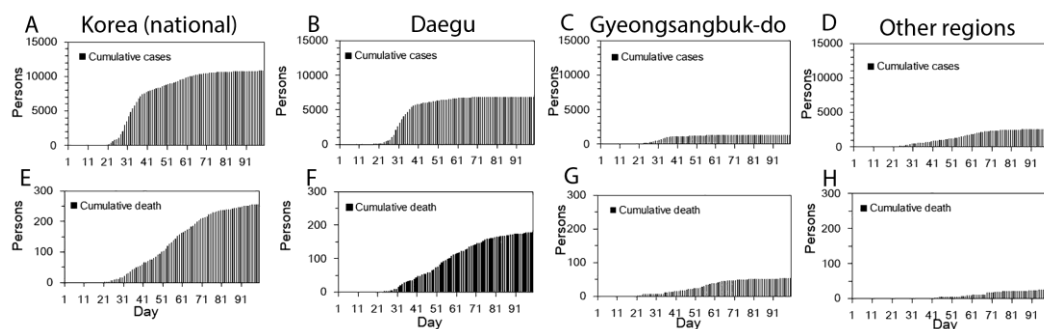 A Korea (national)
15000
10000
5000
0
Persons
Cumulative cases
1 11 21 31 41 51 61 71 81 91
B Daegu
15000
10000
5000
0
Persons
Cumulative cases
1 11 21 31 41 51 61 71 81 91
C Gyeongsangbuk-do
15000
10000
5000
0
Persons
Cumulative cases
1 11 21 31 41 51 61 71 81 91
D Other regions
15000
10000
5000
0
Persons
Cumulative cases
1 11 21 31 41 51 61 71 81 91
E
300
200
100
0
Persons
Cumulative death
1 11 21 31 41 51 61 71 81 91
Day
F
300
200
100
0
Persons
Cumulative death
1 11 21 31 41 51 61 71 81 91
Day
G
300
200
100
0
Persons
Cumulative death
1 11 21 31 41 51 61 71 81 91
Day
H
300
200
100
0
Persons
Cumulative death
1 11 21 31 41 51 61 71 81 91
Day